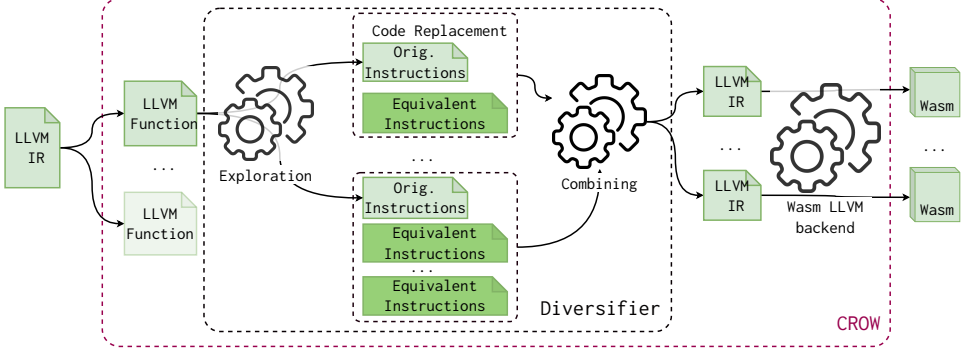 LLVM
IR
LLVM
Function
...
LLVM
Function
Exploration
Code Replacement
Orig.
Instructions
Equivalent
Instructions
...
Orig.
Instructions
Equivalent
Instructions
...
Equivalent
Instructions
Combining
Diversifier
LLVM
IR
...
LLVM
IR
Wasm LLVM
backend
CROW
Wasm
...
Wasm